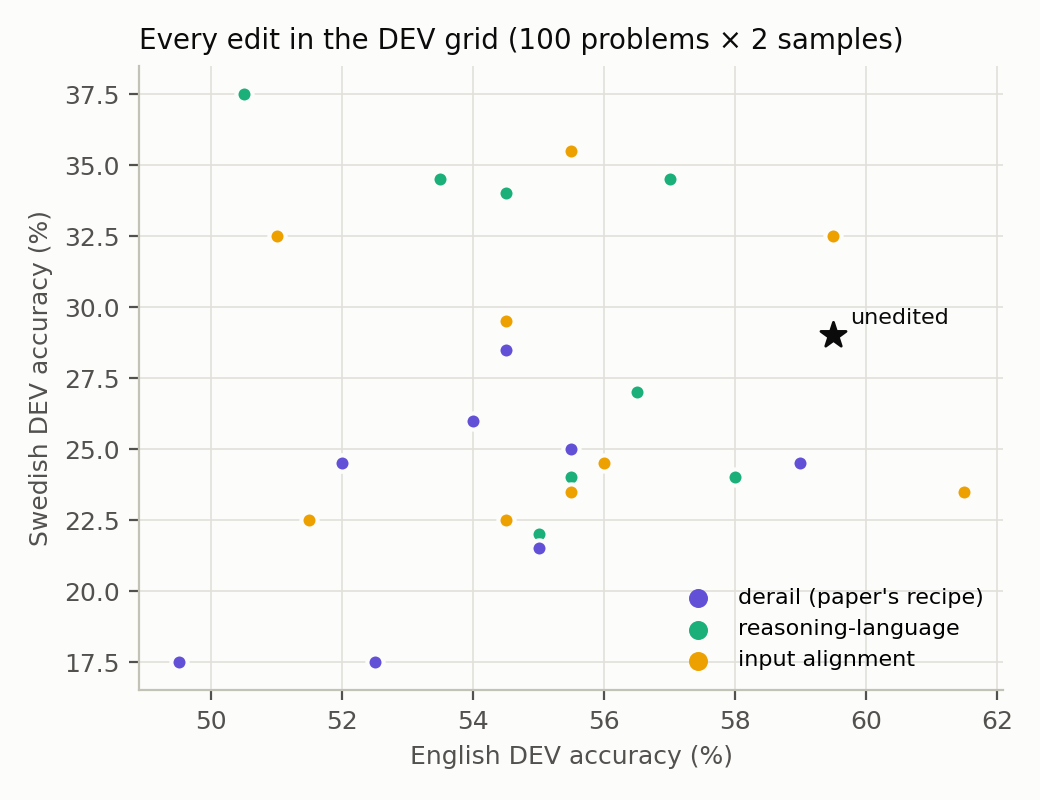 Every edit in the DEV grid (100 problems × 2 samples)
Swedish DEV accuracy (%)
37.5
35.0
32.5
30.0
27.5
25.0
22.5
20.0
17.5
unedited
derail (paper's recipe)
reasoning-language
input alignment
50 52 54 56 58 60 62
English DEV accuracy (%)